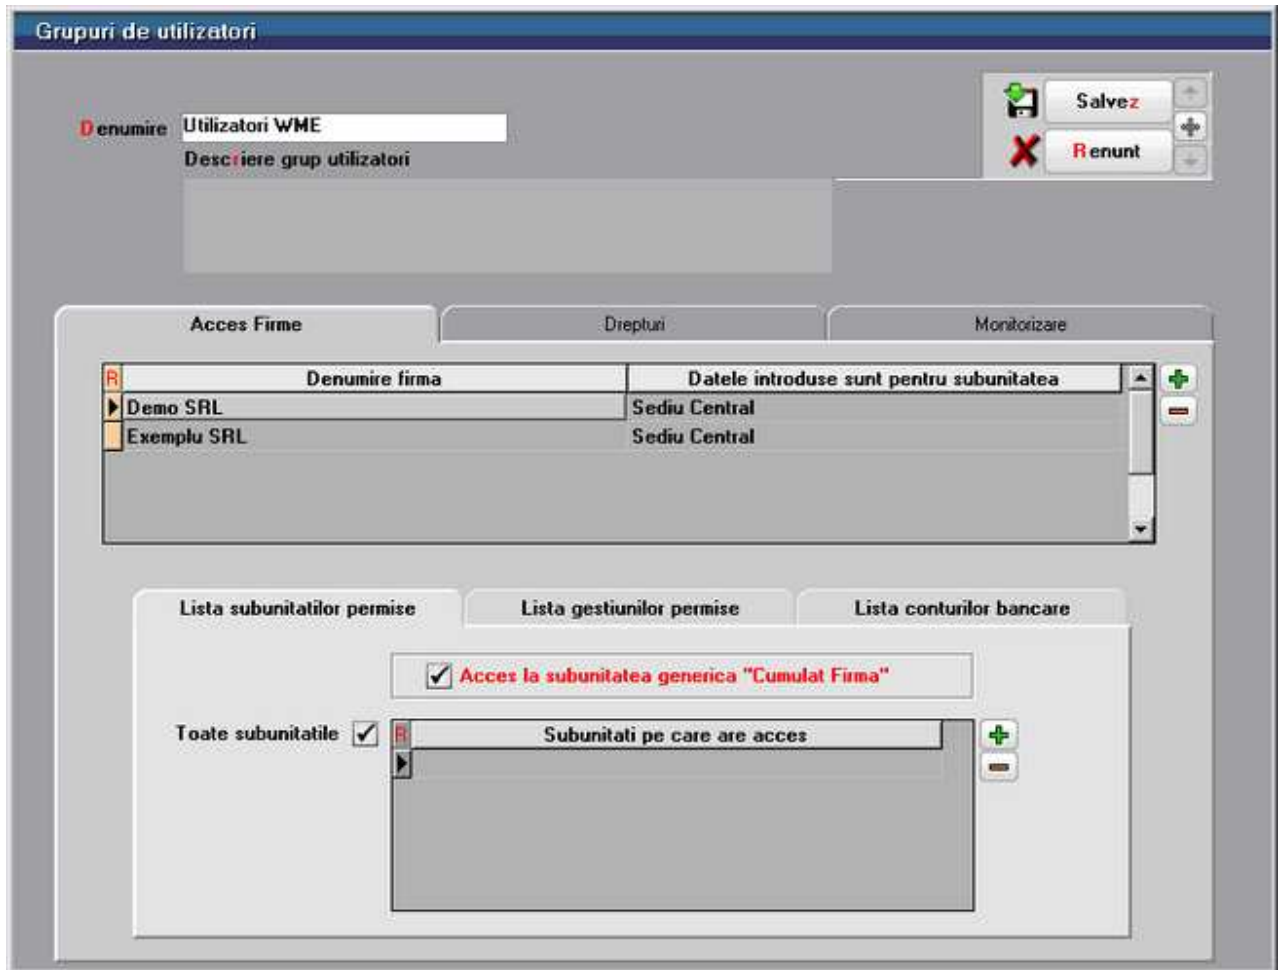 Grupuri de utilizatori
Salvez
Denumire Utilizatori WME
Renunt
Descriere grup utilizatori
Acces Firme Drepturi Monitorizare
R Denumire firma Datele introduse sunt pentru subunitatea
Demo SRL Sediu Central
Exemplu SRL Sediu Central
Lista subunitatilor permise Lista gestiunilor permise Lista conturilor bancare
Acces la subunitatea generica "Cumulat Firma"
Toate subunitatile R Subunitati pe care are acces